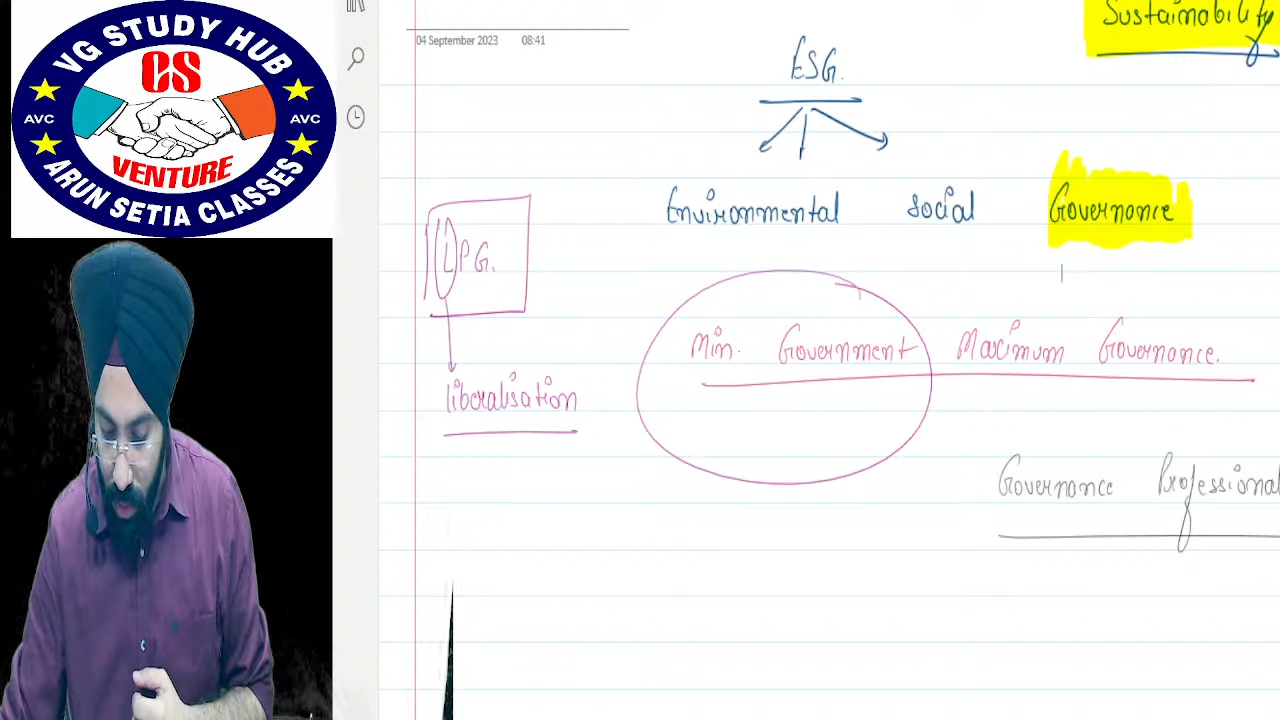 VG STUDY HUB
CS
AVC
AVC
VENTURE
ARUN SETIA CLASSES
04 September 2023 08:41
Sustainability
ESG.
Environmental Social Governance
LPG.
Min. Government Maximum Governance.
liberalisation
Governance Professional